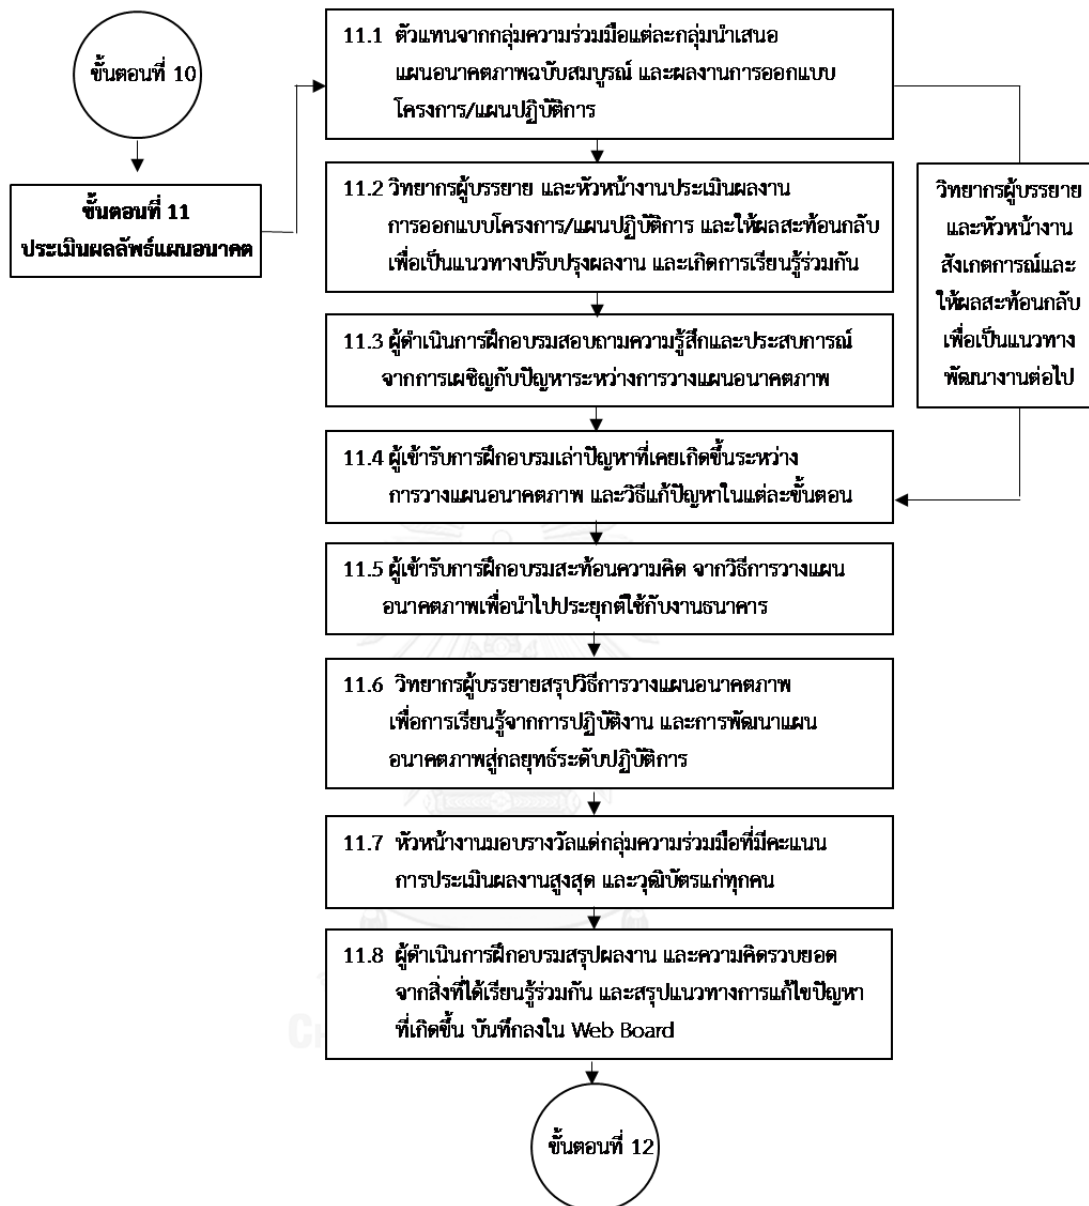 ขั้นตอนที่ 10
ขั้นตอนที่ 11
ประเมินผลลัพธ์แผนอนาคต
11.1 ตัวแทนจากกลุ่มความร่วมมือแต่ละกลุ่มนำเสนอ
แผนอนาคตภาพฉบับสมบูรณ์ และผลงานการออกแบบ
โครงการ/แผนปฏิบัติการ
11.2 วิทยากรผู้บรรยาย และหัวหน้างานประเมินผลงาน
การออกแบบโครงการ/แผนปฏิบัติการ และให้ผลสะท้อนกลับ
เพื่อเป็นแนวทางปรับปรุงผลงาน และเกิดการเรียนรู้ร่วมกัน
11.3 ผู้ดำเนินการฝึกอบรมสอบถามความรู้สึกและประสบการณ์
จากการเผชิญกับปัญหาระหว่างการวางแผนอนาคตภาพ
11.4 ผู้เข้ารับการฝึกอบรมเล่าปัญหาที่เคยเกิดขึ้นระหว่าง
การวางแผนอนาคตภาพ และวิธีแก้ปัญหาในแต่ละขั้นตอน
11.5 ผู้เข้ารับการฝึกอบรมสะท้อนความคิด จากวิธีการวางแผน
อนาคตภาพเพื่อนำไปประยุกต์ใช้กับงานธนาคาร
11.6 วิทยากรผู้บรรยายสรุปวิธีการวางแผนอนาคตภาพ
เพื่อการเรียนรู้จากการปฏิบัติงาน และการพัฒนาแผน
อนาคตภาพสู่กลยุทธ์ระดับปฏิบัติการ
11.7 หัวหน้างานมอบรางวัลแด่กลุ่มความร่วมมือที่มีคะแนน
การประเมินผลงานสูงสุด และวุฒิบัตรแก่ทุกคน
11.8 ผู้ดำเนินการฝึกอบรมสรุปผลงาน และความคิดรวบยอด
จากสิ่งที่ได้เรียนรู้ร่วมกัน และสรุปแนวทางการแก้ไขปัญหา
ที่เกิดขึ้น บันทึกลงใน Web Board
วิทยากรผู้บรรยาย
และหัวหน้างาน
สังเกตการณ์และ
ให้ผลสะท้อนกลับ
เพื่อเป็นแนวทาง
พัฒนางานต่อไป
ขั้นตอนที่ 12